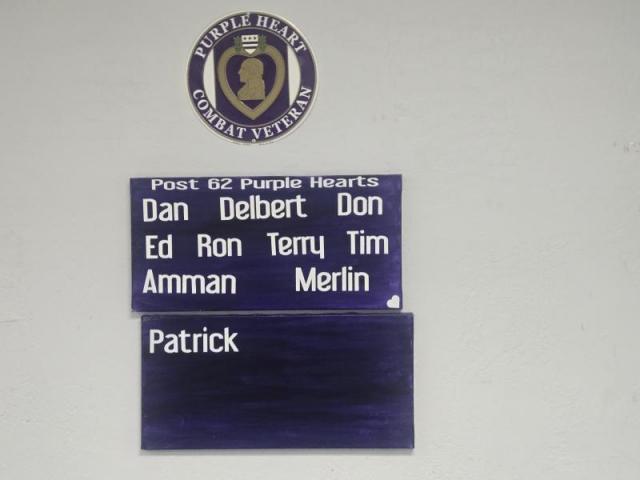 PURPLE HEART
COMBAT VETERAN
Post 62 Purple Hearts
Dan Delbert Don
Ed Ron Terry Tim
Amman Merlin
Patrick